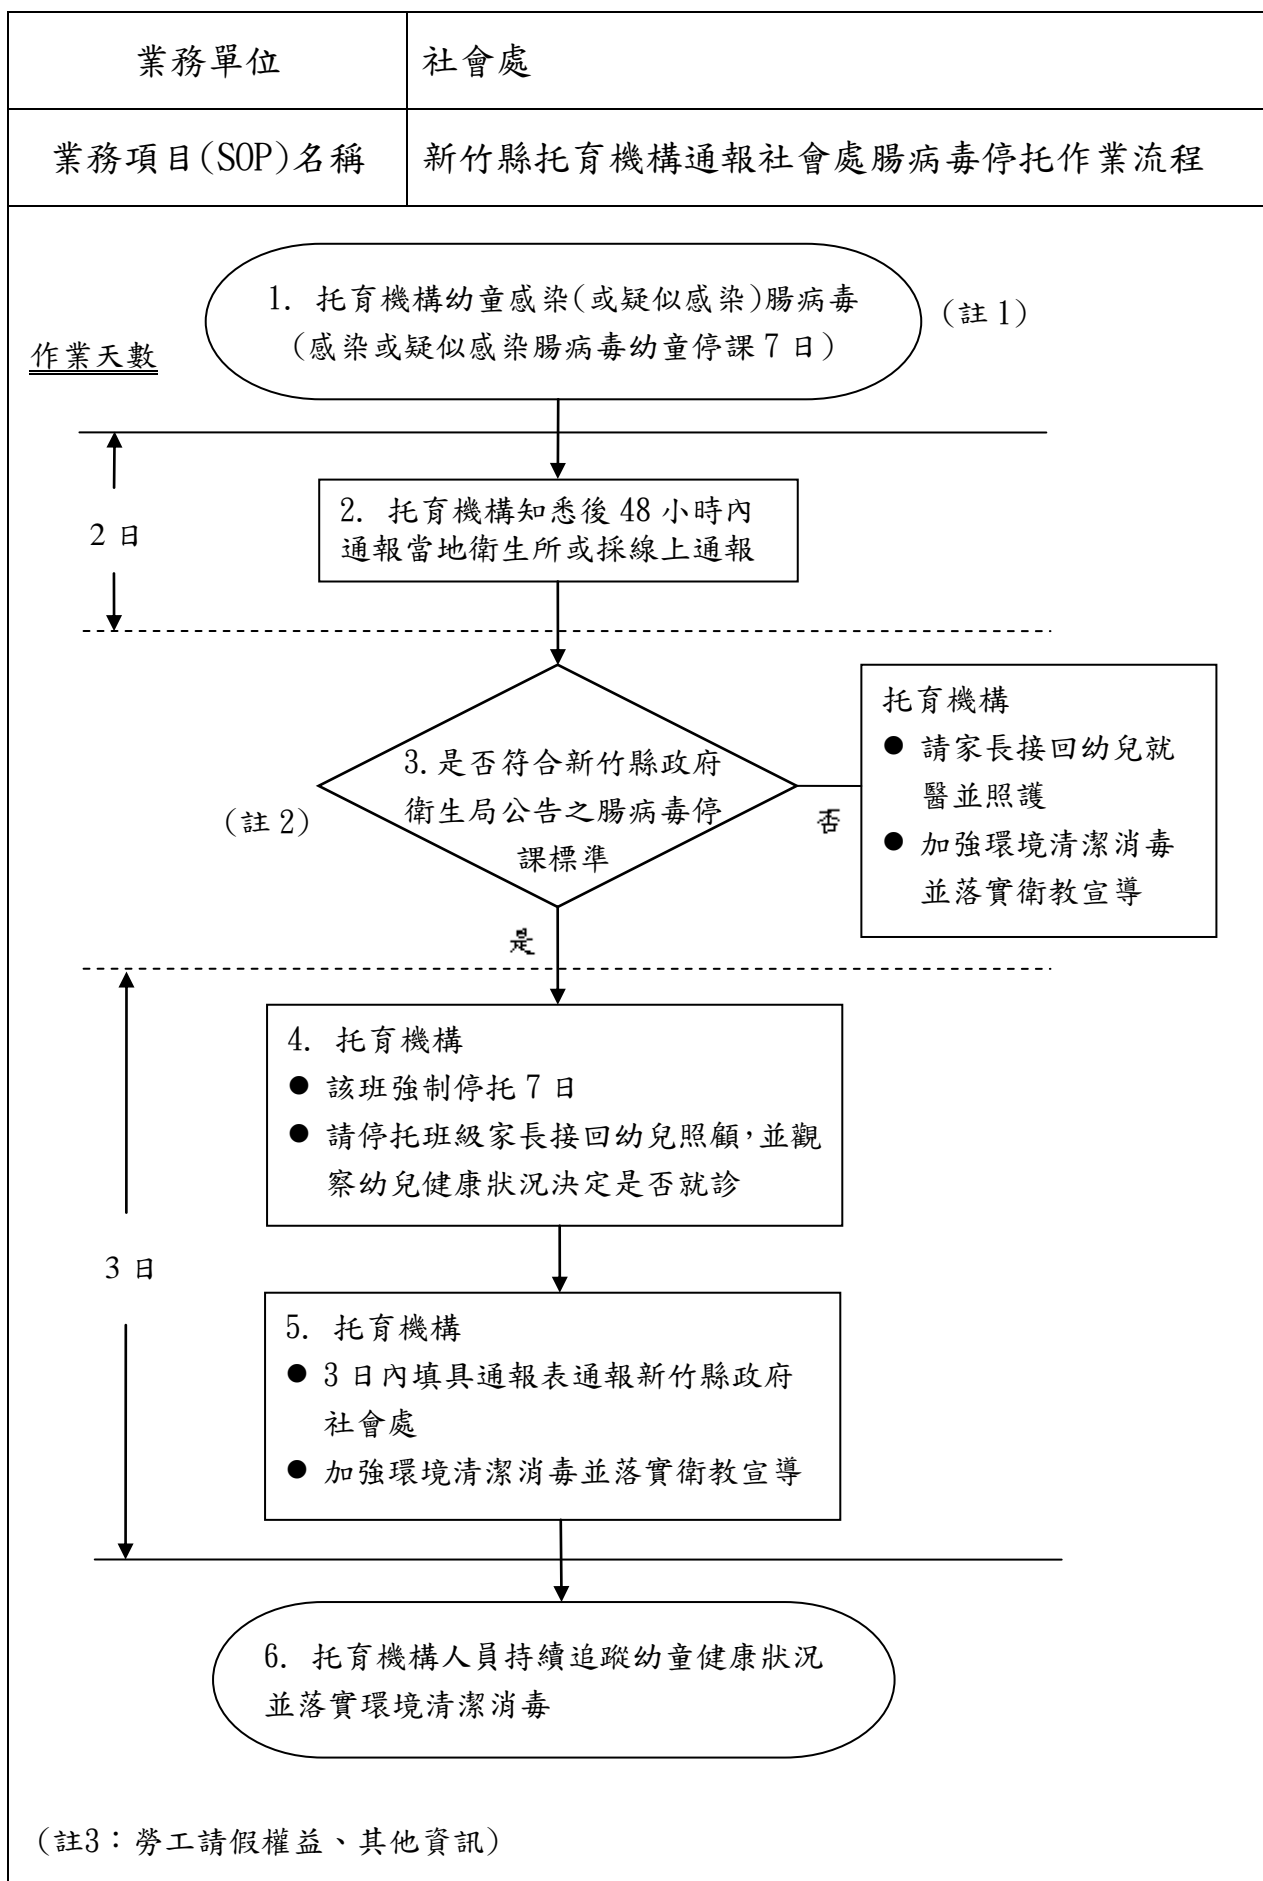 業務單位
社會處
業務項目(SOP)名稱
新竹縣托育機構通報社會處腸病毒停托作業流程
1. 托育機構幼童感染(或疑似感染)腸病毒
(感染或疑似感染腸病毒幼童停課7日)
(註1)
作業天數
2日
2. 托育機構知悉後48小時內
通報當地衛生所或採線上通報
3.是否符合新竹縣政府
衛生局公告之腸病毒停
課標準
(註2)
否
托育機構
● 請家長接回幼兒就
醫並照護
● 加強環境清潔消毒
並落實衛教宣導
是
3日
4. 托育機構
● 該班強制停托7日
● 請停托班級家長接回幼兒照顧,並觀
察幼兒健康狀況決定是否就診
5. 托育機構
● 3日內填具通報表通報新竹縣政府
社會處
● 加強環境清潔消毒並落實衛教宣導
6. 托育機構人員持續追蹤幼童健康狀況
並落實環境清潔消毒
(註3:勞工請假權益、其他資訊)